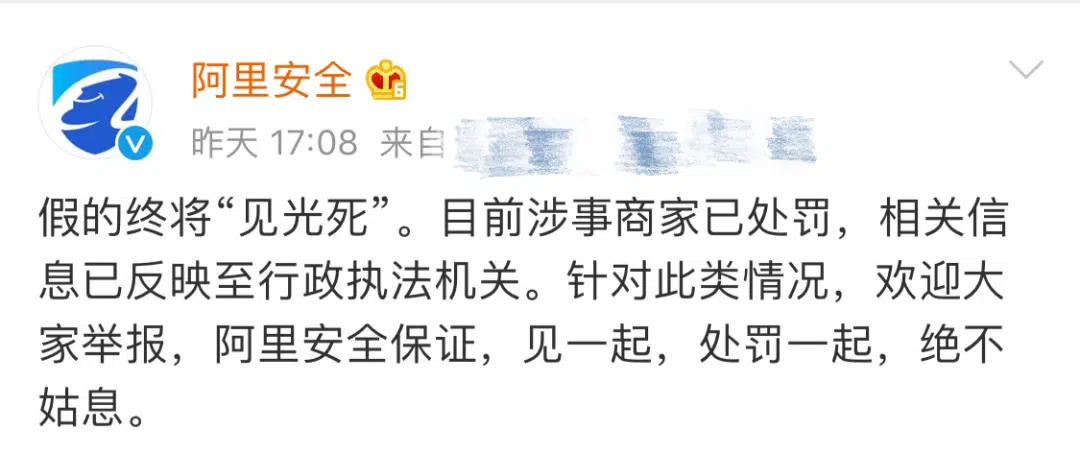 阿里安全
昨天 17:08 来自
假的终将“见光死”。目前涉事商家已处罚，相关信
息已反映至行政执法机关。针对此类情况，欢迎大
家举报，阿里安全保证，见一起，处罚一起，绝不
姑息。